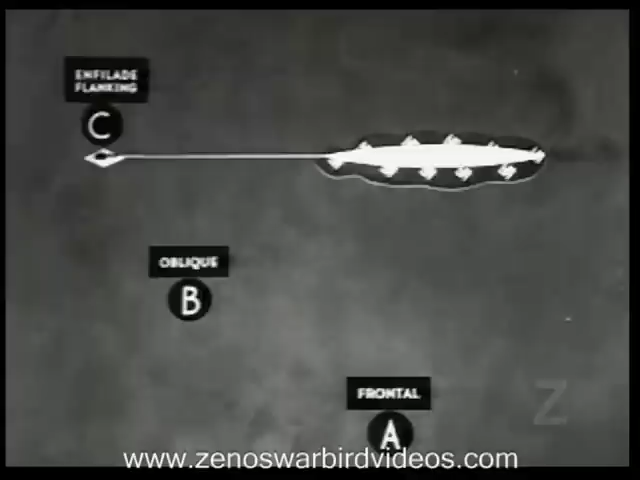 ENFILADE
FLANKING
C
OBLIQUE
B
FRONTAL
Z
A
www.zenoswarbirdvideos.com